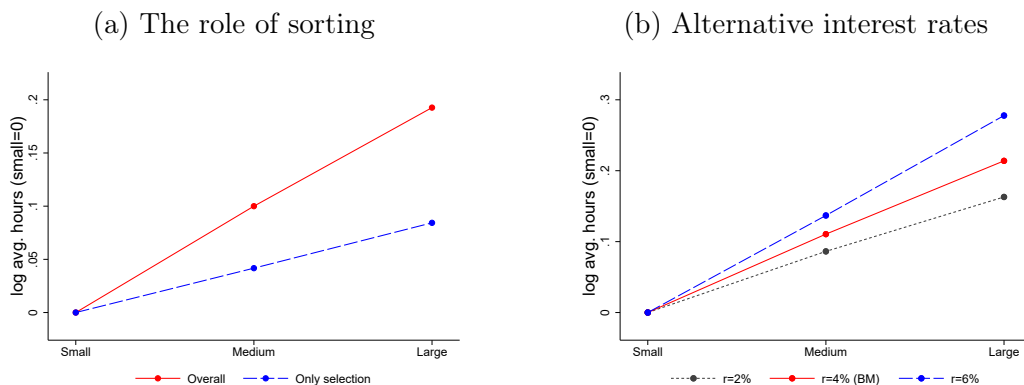 (a) The role of sorting
log avg. hours (small=0)
.2
.15
.1
.05
0
Small Medium Large
Overall Only selection
(b) Alternative interest rates
log avg. hours (small=0)
.3
.2
.1
0
Small Medium Large
r=2% r=4% (BM) r=6%